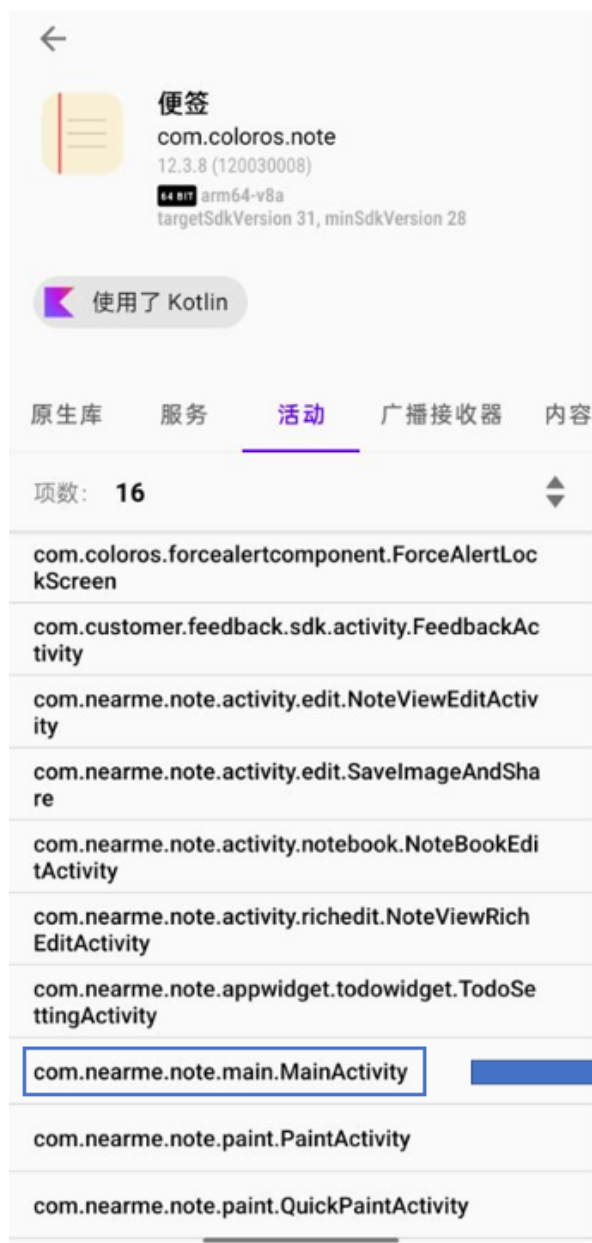 便签
com.coloros.note
12.3.8 (120030008)
64 BIT arm64-v8a
targetSdkVersion 31, minSdkVersion 28
使用了 Kotlin
原生库 服务 活动 广播接收器 内容
项数: 16
com.coloros.forcealertcomponent.ForceAlertLoc
kScreen
com.customer.feedback.sdk.activity.FeedbackAc
tivity
com.nearme.note.activity.edit.NoteViewEditActiv
ity
com.nearme.note.activity.edit.SaveImageAndSha
re
com.nearme.note.activity.notebook.NoteBookEdi
tActivity
com.nearme.note.activity.richedit.NoteViewRich
EditActivity
com.nearme.note.appwidget.todowidget.TodoSe
ttingActivity
com.nearme.note.main.MainActivity
com.nearme.note.paint.PaintActivity
com.nearme.note.paint.QuickPaintActivity